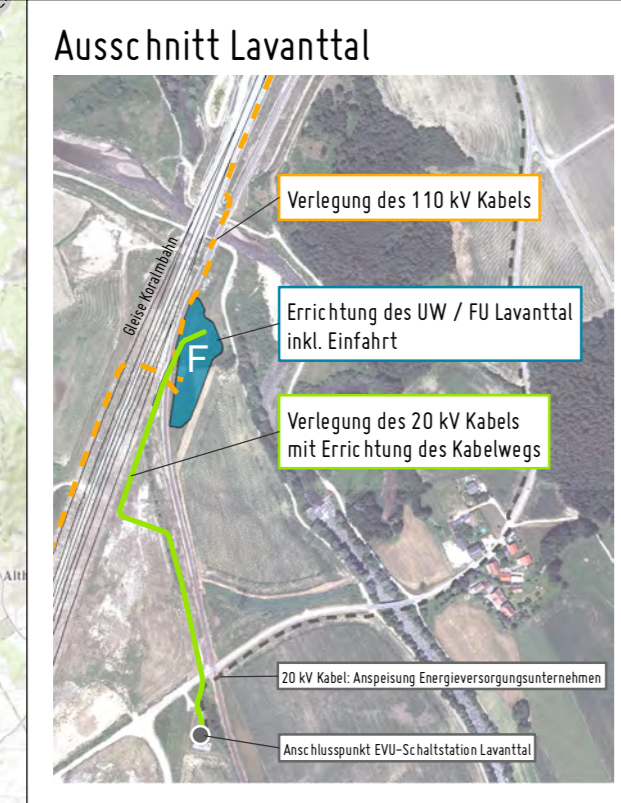 Ausschnitt Lavanttal
Verlegung des 110 kV Kabels
Gleise Koralmbahn
Errichtung des UW / FU Lavanttal
inkl. Einfahrt
F
Verlegung des 20 kV Kabels
mit Errichtung des Kabelwegs
Alth
20 kV Kabel: Anspeisung Energieversorgungsunternehmen
Anschlusspunkt EVU-Schaltstation Lavanttal